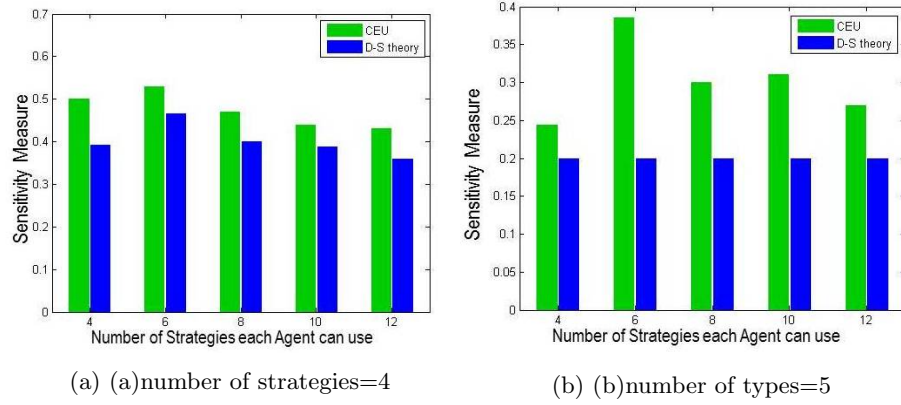 0.7
0.6
0.5
0.4
0.3
0.2
0.1
0
Sensitivity Measure
CEU
D-S theory
4 6 8 10 12
Number of Strategies each Agent can use
(a) (a)number of strategies=4
0.4
0.35
0.3
0.25
0.2
0.15
0.1
0.05
0
Sensitivity Measure
CEU
D-S theory
4 6 8 10 12
Number of Strategies each Agent can use
(b) (b)number of types=5